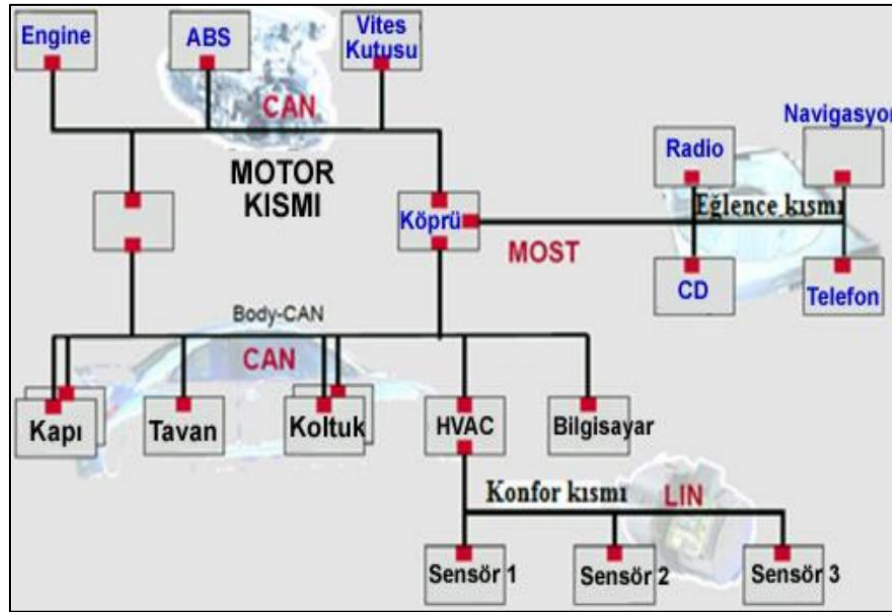 Engine
ABS
Vites
Kutusu
CAN
MOTOR
KISMI
Navigasyor
Radio
Eğlence kısmı
Köprü
MOST
CD
Telefon
Body-CAN
CAN
Kapı
Tavan
Koltuk
HVAC
Bilgisayar
Konfor kısmı
LIN
Sensör 1
Sensör 2
Sensör 3